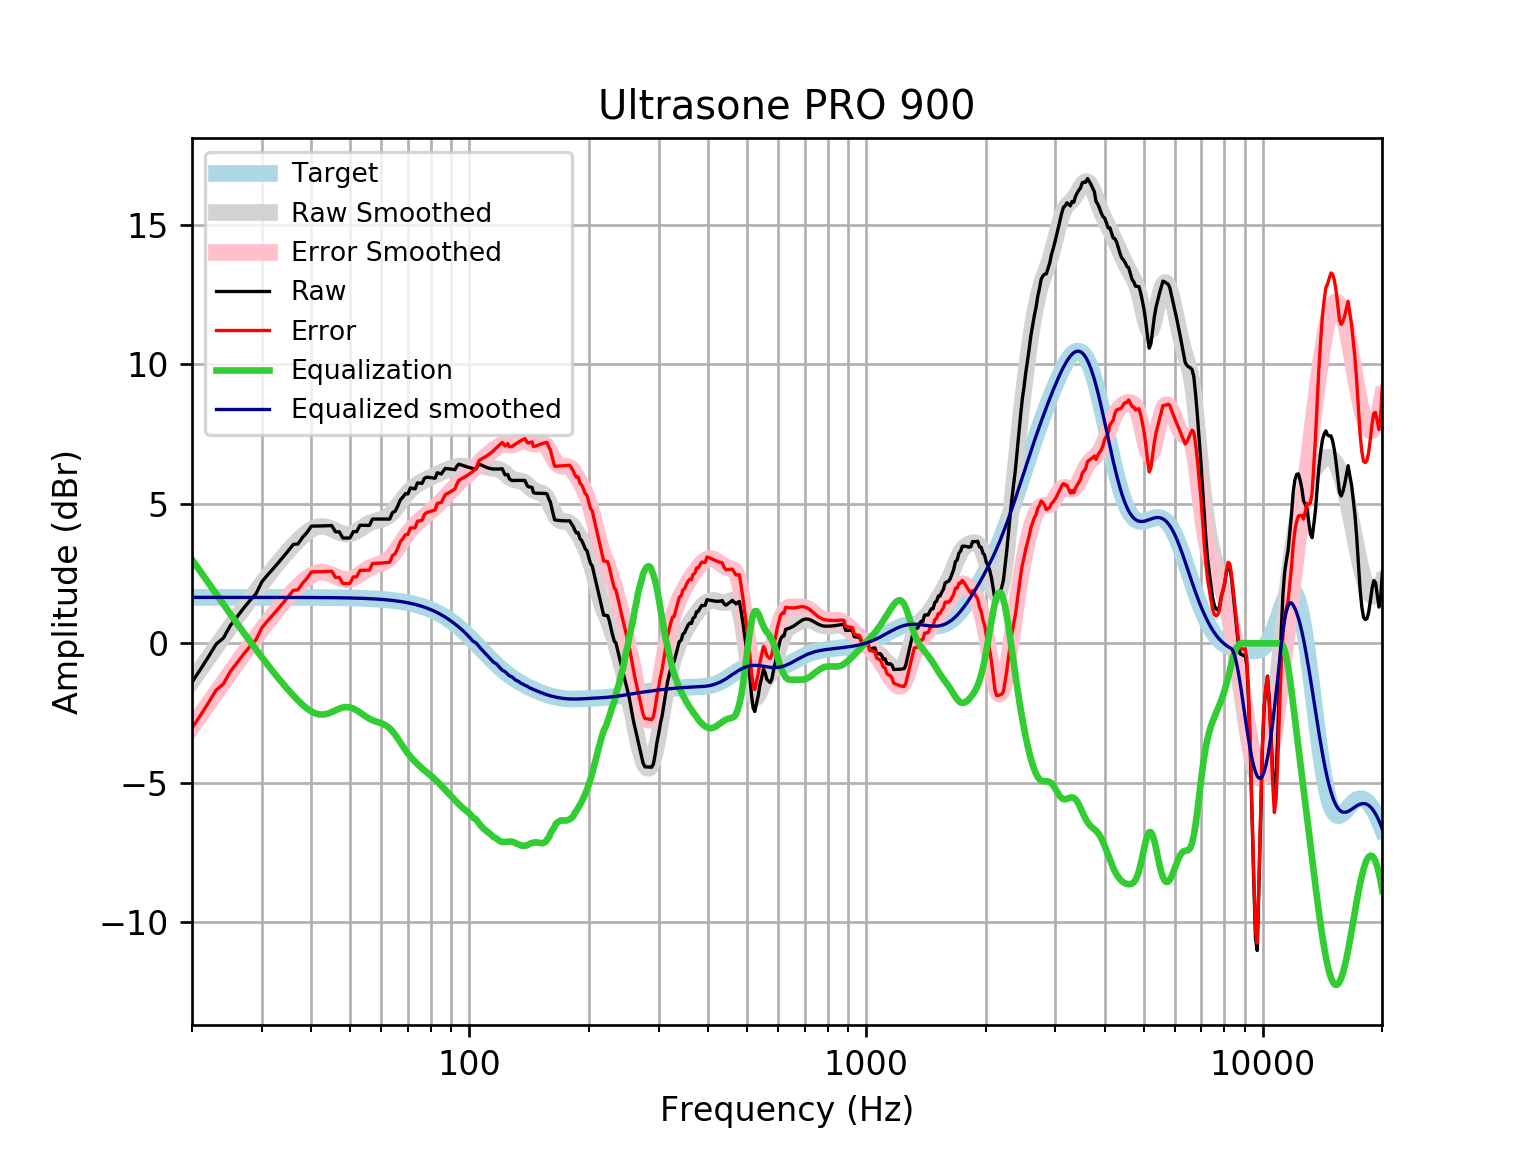 Ultrasone PRO 900
Target
Raw Smoothed
Error Smoothed
Raw
Error
Equalization
Equalized smoothed
15
10
5
0
−5
−10
Amplitude (dBr)
100
1000
10000
Frequency (Hz)